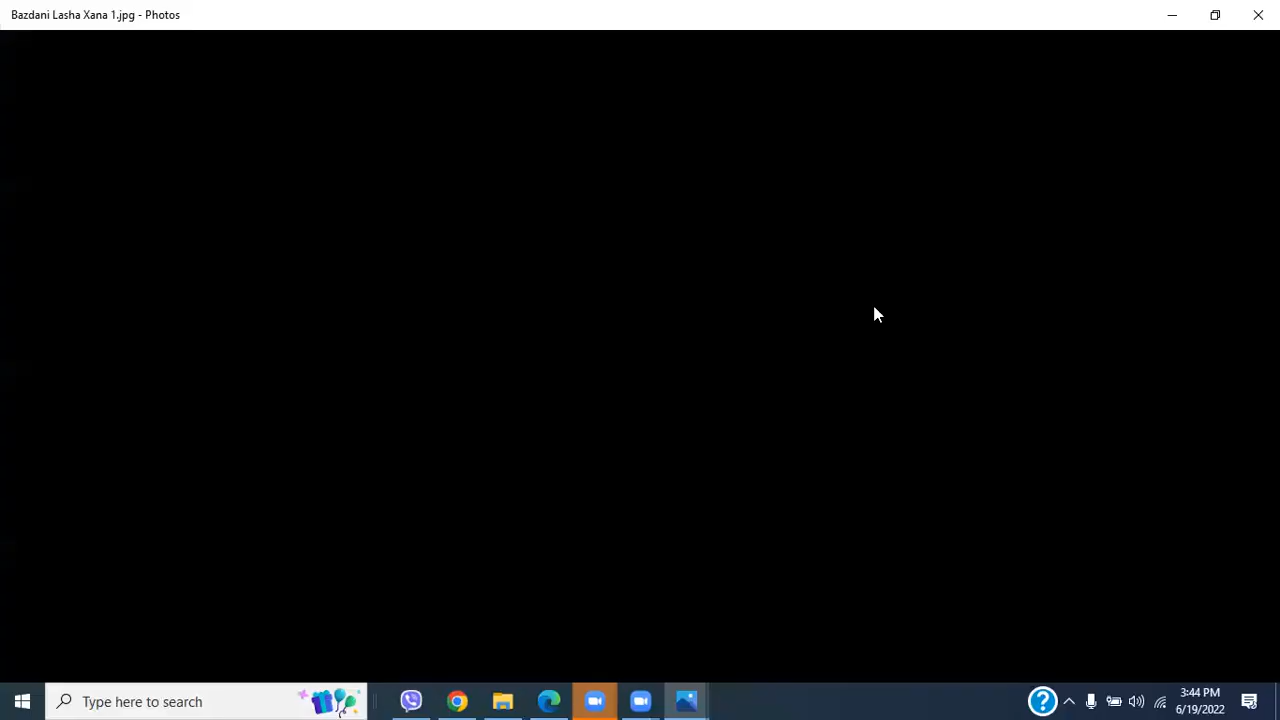 Bazdani Lasha Xana 1.jpg - Photos
Type here to search
?
3:44 PM
6/19/2022